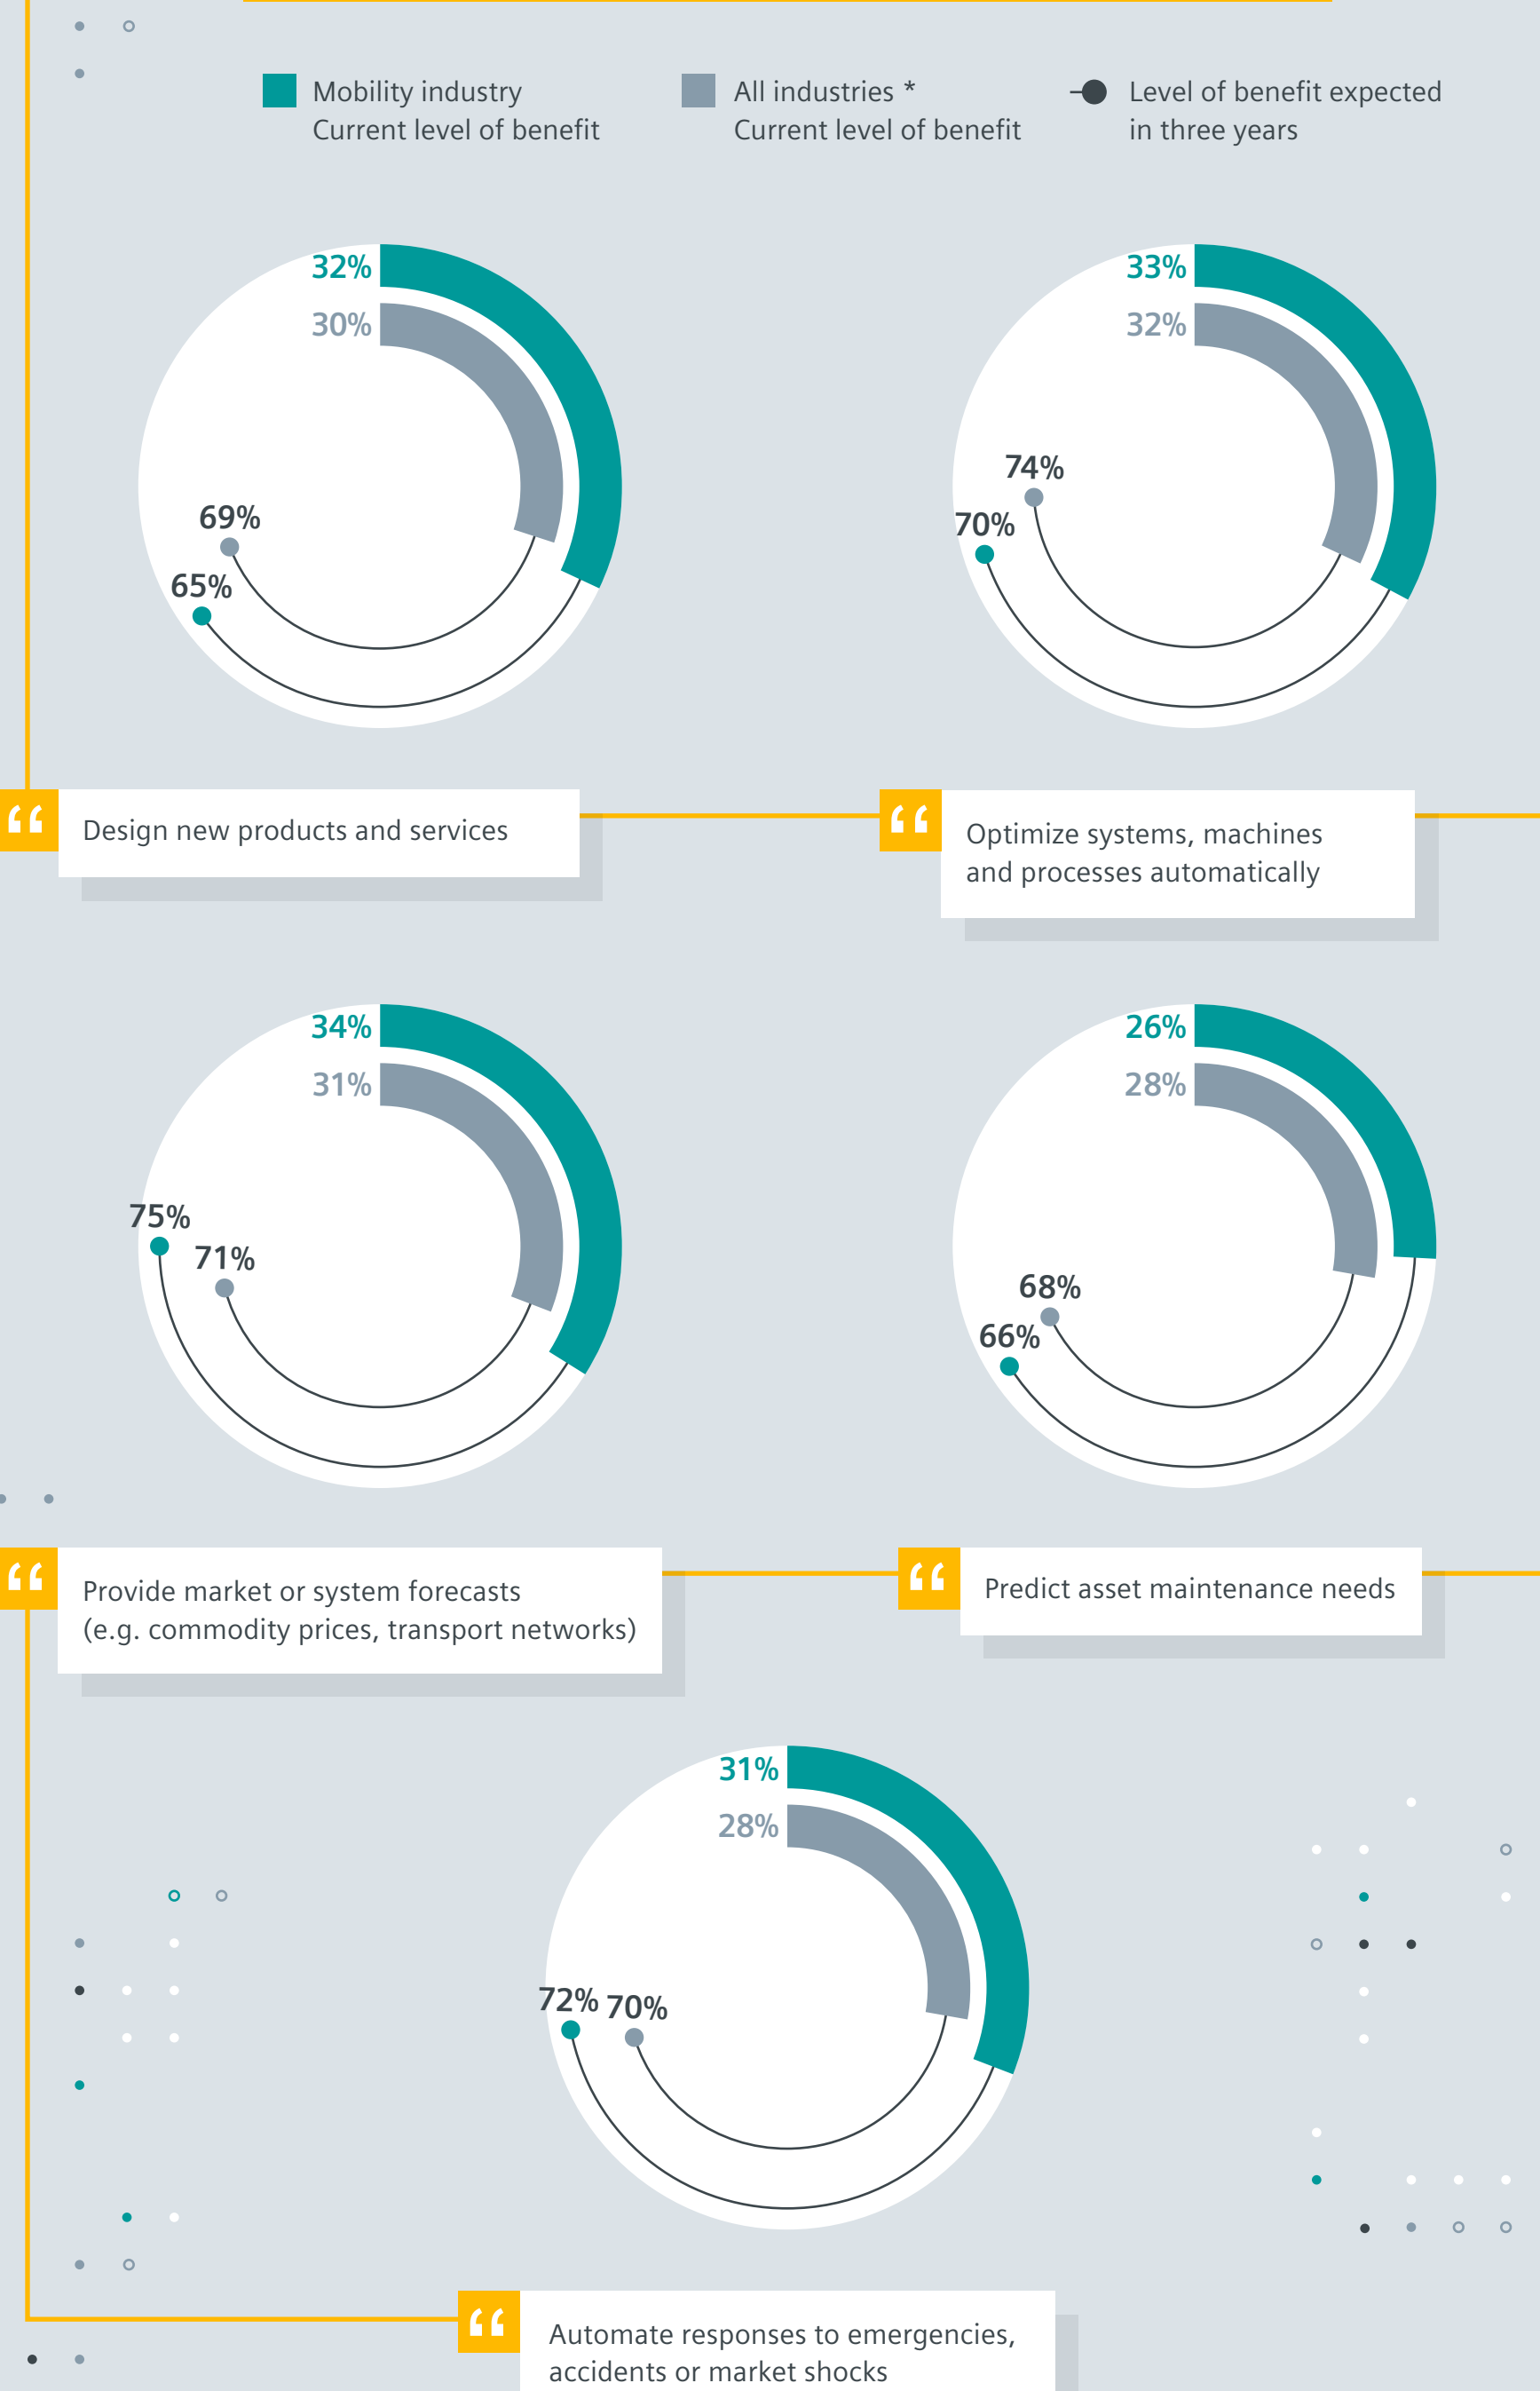 Mobility industry
Current level of benefit
All industries *
Current level of benefit
Level of benefit expected
in three years
32%
30%
69%
65%
Design new products and services
33%
32%
74%
70%
Optimize systems, machines
and processes automatically
34%
31%
75%
71%
Provide market or system forecasts
(e.g. commodity prices, transport networks)
26%
28%
68%
66%
Predict asset maintenance needs
31%
28%
72%
70%
Automate responses to emergencies,
accidents or market shocks